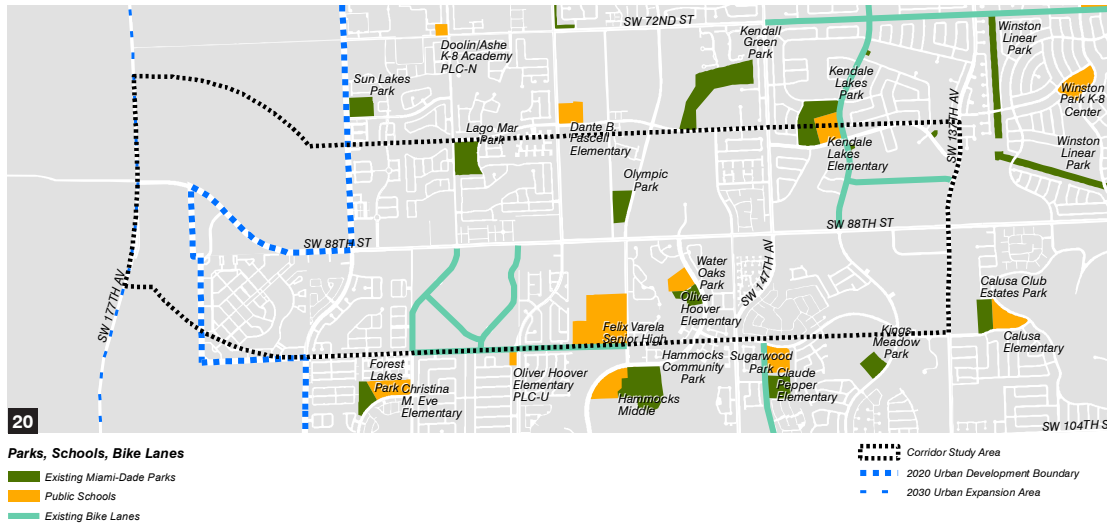 SW 72ND ST
Doolin/Ashe
K-8 Academy
PLC-N
Kendall
Green
Park
Winston
Linear
Park
Sun Lakes
Park
Kendale
Lakes
Park
Winston
Park K-8
Center
Lago Mar
Park
Dante B.
Fascell
Elementary
Kendale
Lakes
Elementary
SW 137TH AV
Winston
Linear
Park
Olympic
Park
SW 88TH ST
SW 88TH ST
SW 177TH AV
Water
Oaks
Park
Oliver
Hoover
Elementary
SW 147TH AV
Calusa Club
Estates Park
Felix Varela
Senior High
Kings
Meadow
Park
Calusa
Elementary
Forest
Lakes
Park
Christina
M. Eve
Elementary
Oliver Hoover
Elementary
PLC-U
Hammocks
Community
Park
Hammocks
Middle
Sugarwood
Park
Claude
Pepper
Elementary
SW 104TH S
20
Parks, Schools, Bike Lanes
Existing Miami-Dade Parks
Public Schools
Existing Bike Lanes
Corridor Study Area
2020 Urban Development Boundary
2030 Urban Expansion Area